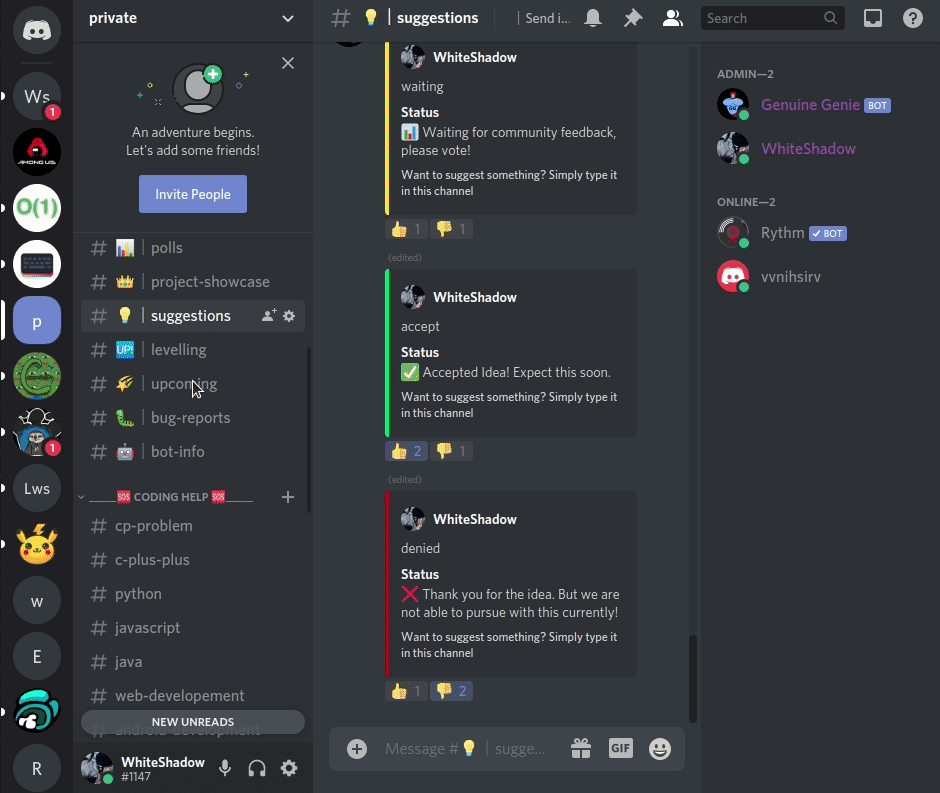 Ws
1
AMONG US
O(1)
p
1
Lws
w
E
R
private
An adventure begins.
Let's add some friends!
Invite People
# 📊 | polls
# 👑 | project-showcase
# 💡 | suggestions
# 🆙 | levelling
# ☄️ | upcoming
# 🐛 | bug-reports
# 🤖 | bot-info
_____🆘 CODING HELP 🆘_____
# cp-problem
# c-plus-plus
# python
# javascript
# java
# web-developement
# android-development
NEW UNREADS
WhiteShadow
#1147
# 💡 | suggestions
Send i...
Search
WhiteShadow
waiting
Status
📊 Waiting for community feedback,
please vote!
Want to suggest something? Simply type it
in this channel
👍 1 👎 1
(edited)
WhiteShadow
accept
Status
✅ Accepted Idea! Expect this soon.
Want to suggest something? Simply type it
in this channel
👍 2 👎 1
(edited)
WhiteShadow
denied
Status
❌ Thank you for the idea. But we are
not able to pursue with this currently!
Want to suggest something? Simply type it
in this channel
👍 1 👎 2
Message #💡 | sugge...
GIF
ADMIN—2
Genuine Genie BOT
WhiteShadow
ONLINE—2
Rythm ✔ BOT
vvnihsirv